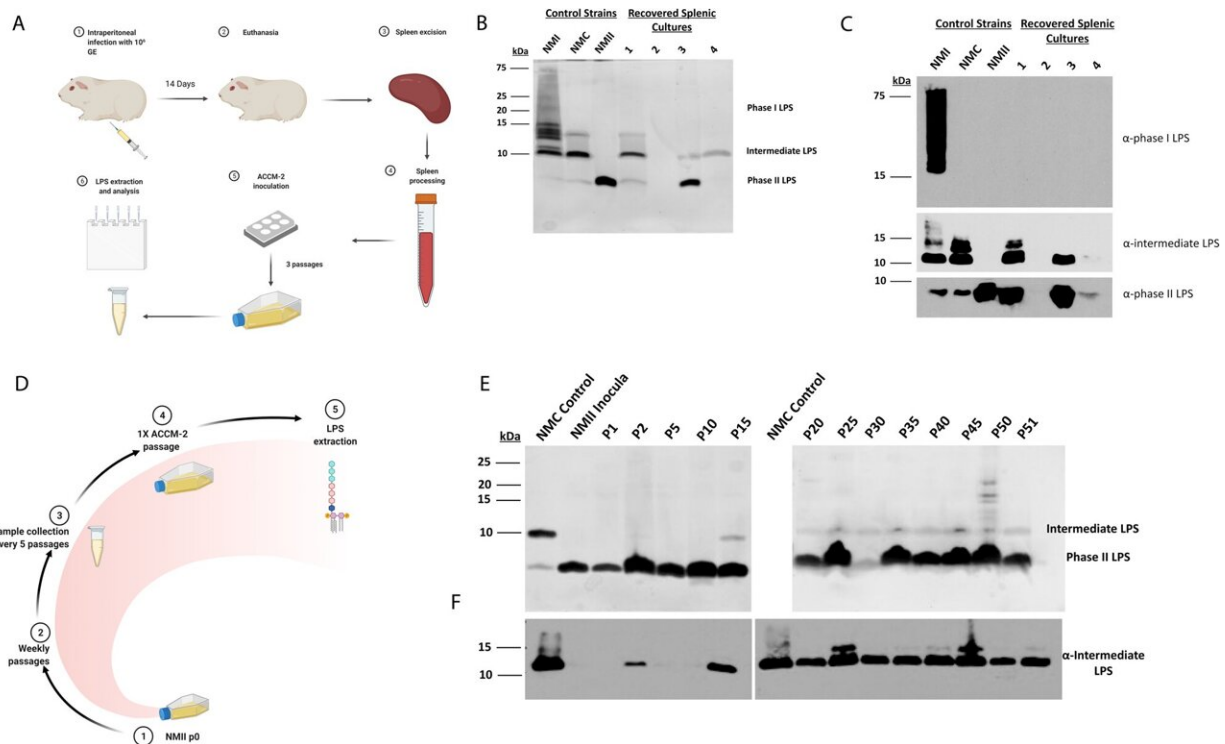 A
① Intraperitoneal infection with 10⁶ GE
14 Days
② Euthanasia
③ Spleen excision
④ Spleen processing
⑤ ACCM-2 inoculation
3 passages
⑥ LPS extraction and analysis
B
Control Strains
Recovered Splenic Cultures
kDa
NMI NMC NMII 1 2 3 4
75
25
20
15
10
Phase I LPS
Intermediate LPS
Phase II LPS
C
Control Strains
Recovered Splenic Cultures
kDa
NMI NMC NMII 1 2 3 4
75
15
α-phase I LPS
15
10
α-intermediate LPS
10
α-phase II LPS
D
① NMII p0
② Weekly passages
③ ample collection very 5 passages
④ 1X ACCM-2 passage
⑤ LPS extraction
E
kDa
NMC Control NMII Inocula P1 P2 P5 P10 P15
NMC Control P20 P25 P30 P35 P40 P45 P50 P51
25
20
15
10
Intermediate LPS
Phase II LPS
F
15
10
α-Intermediate LPS